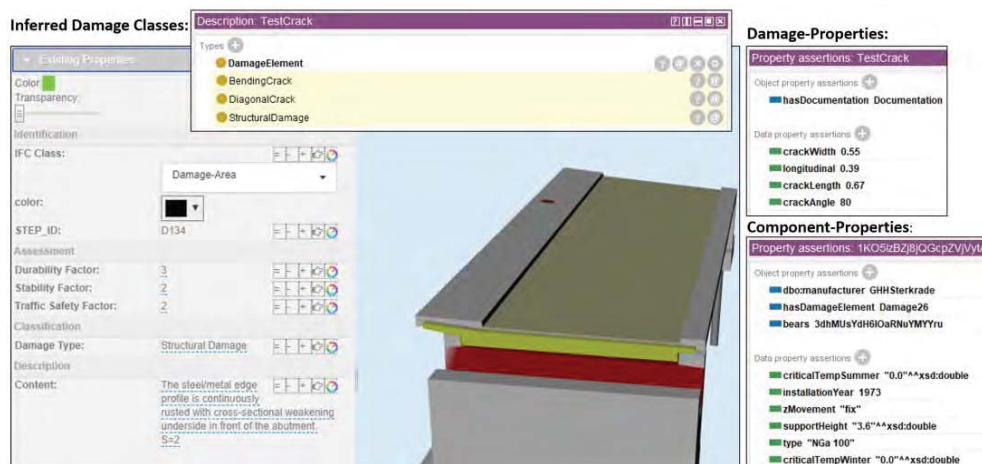 Inferred Damage Classes:
Description: TestCrack
Types
DamageElement
BendingCrack
DiagonalCrack
StructuralDamage
Existing Properties
Color
Transparency:
Identification
IFC Class:
Damage-Area
color:
STEP_ID: D134
Assessment
Durability Factor: 3
Stability Factor: 2
Traffic Safety Factor: 2
Classification
Damage Type: Structural Damage
Description
Content: The steel/metal edge
profile is continuously
rusted with cross-sectional weakening
underside in front of the abutment.
S=2
Damage-Properties:
Property assertions: TestCrack
Object property assertions
hasDocumentation Documentation
Data property assertions
crackWidth 0.55
longitudinal 0.39
crackLength 0.67
crackAngle 80
Component-Properties:
Property assertions:
Object property assertions
dbo:manufacturer GHHSterkrade
hasDamageElement Damage26
bears
Data property assertions
criticalTempSummer "0.0"^^xsd:double
installationYear 1973
zMovement "fix"
supportHeight "3.6"^^xsd:double
type "NGa 100"
criticalTempWinter "0.0"^^xsd:double